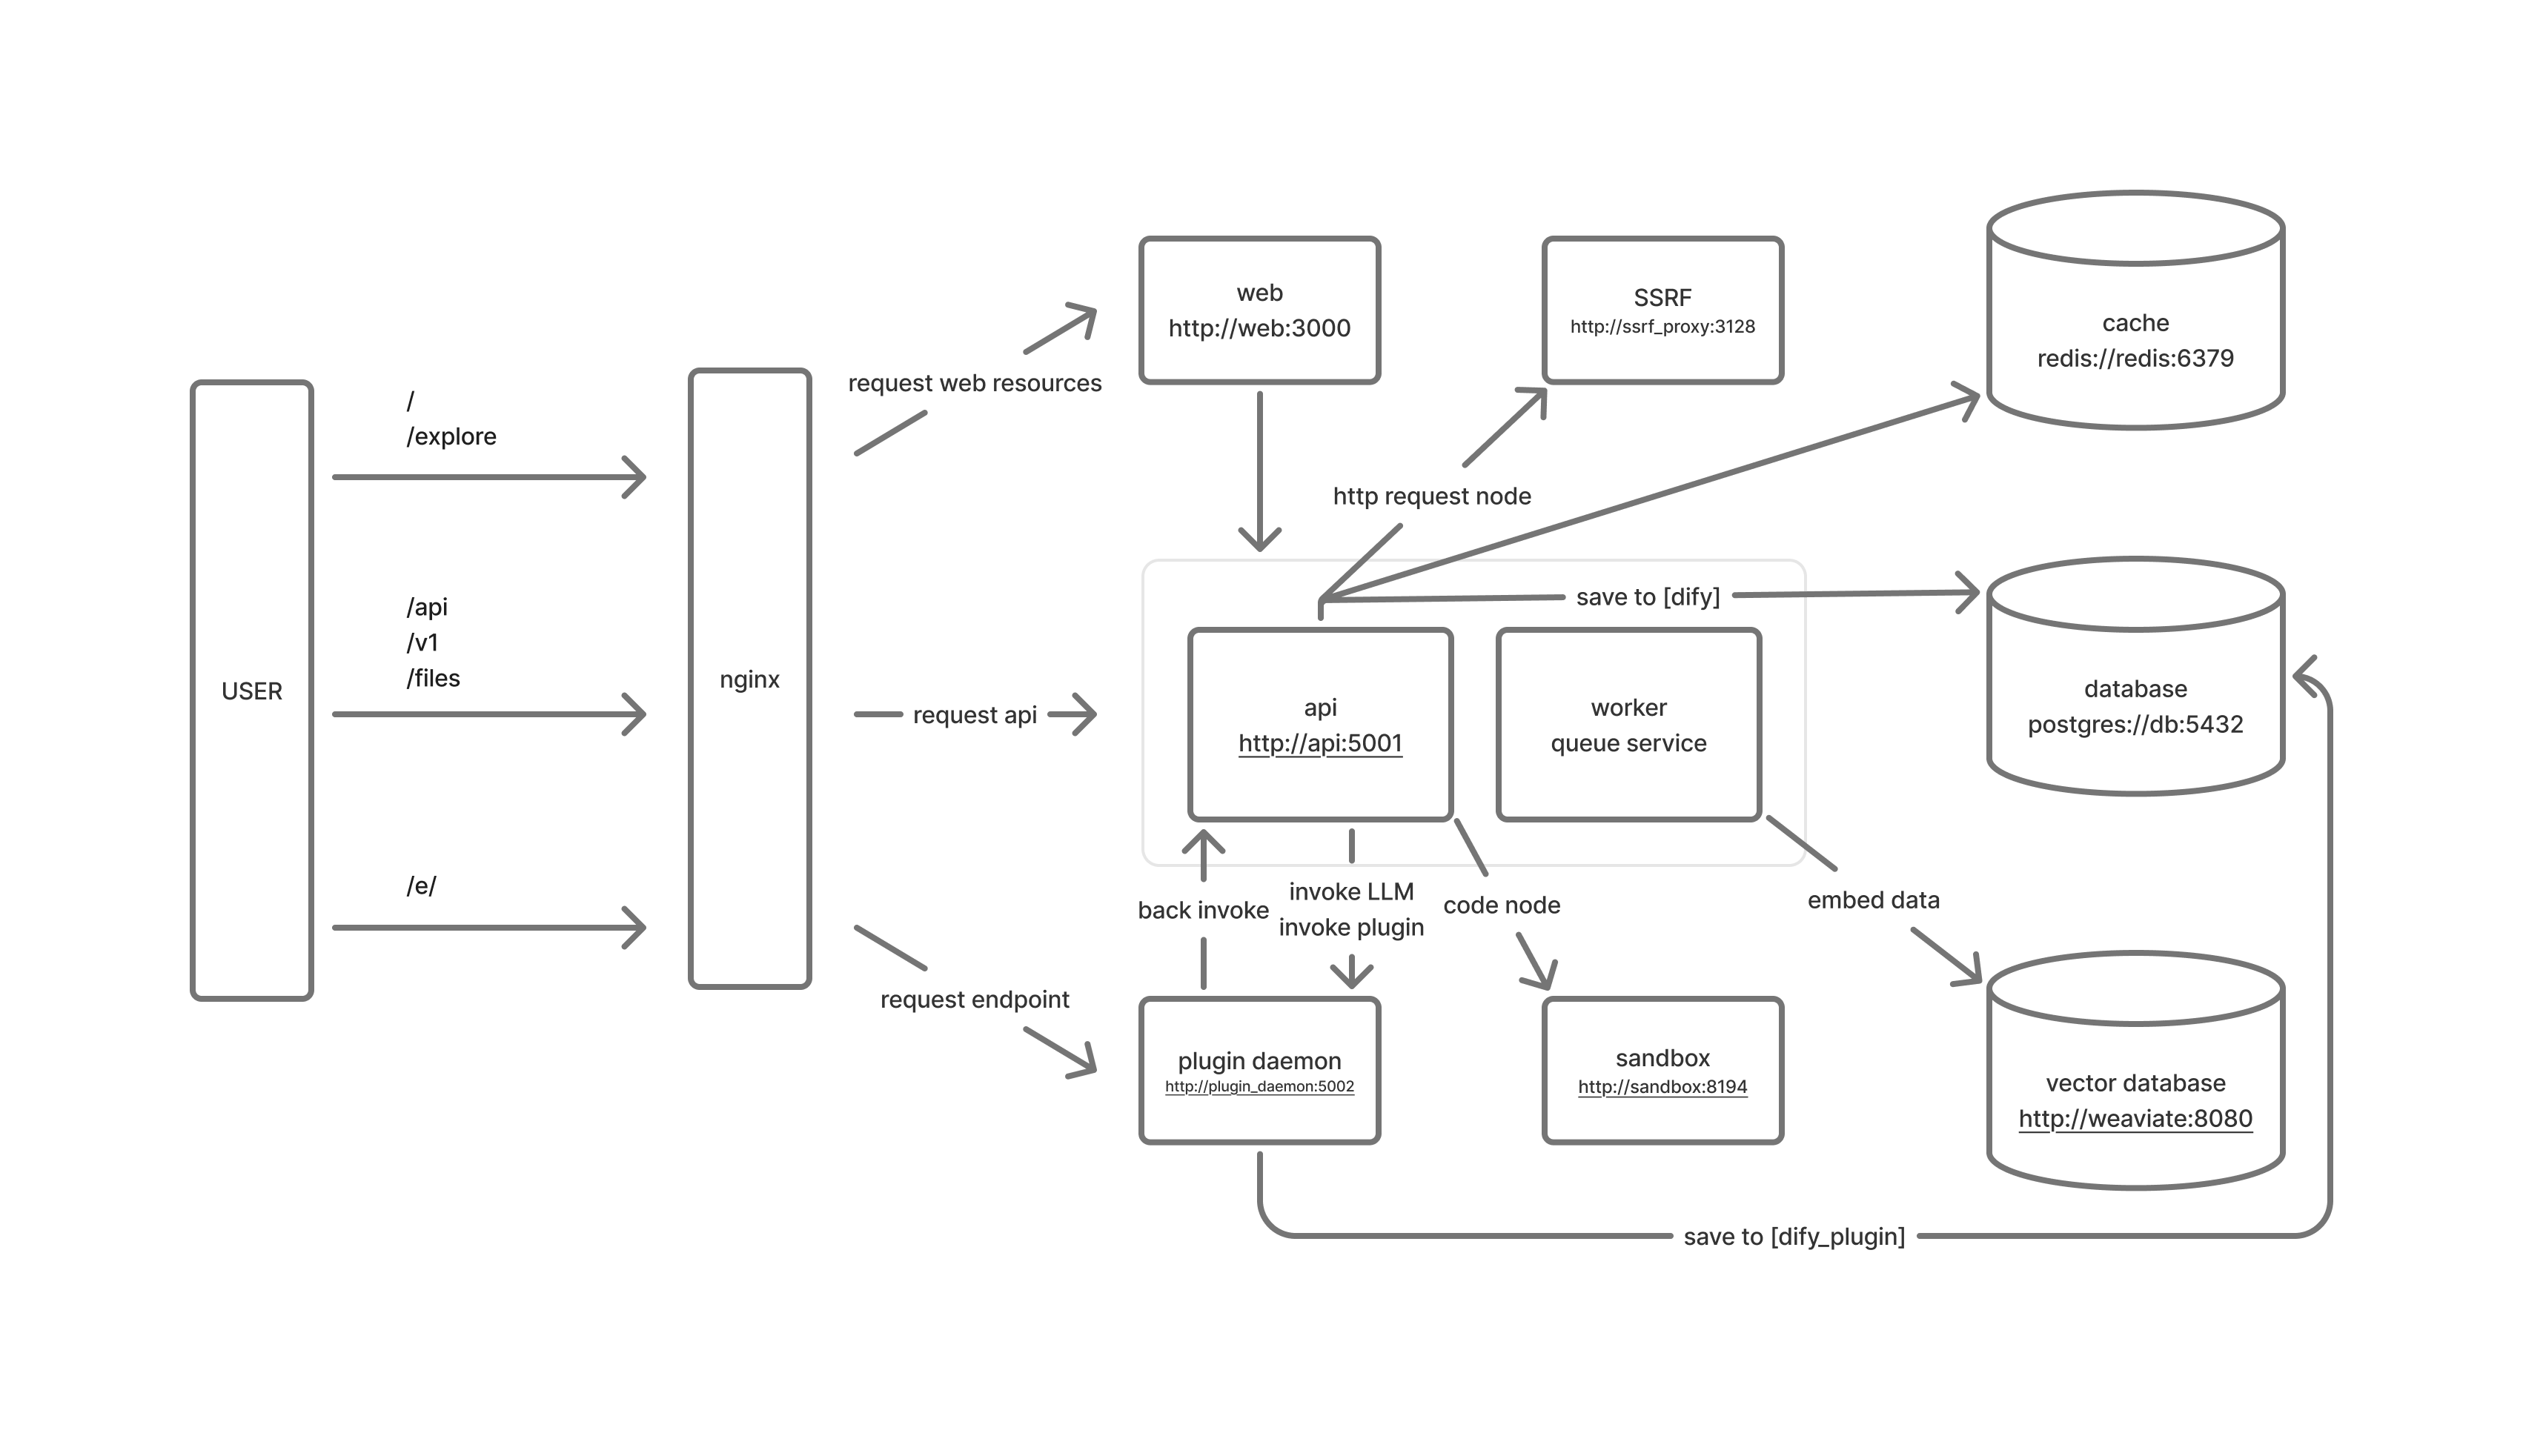 USER
/
/explore
/api
/v1
/files
/e/
nginx
request web resources
request api
request endpoint
web
http://web:3000
SSRF
http://ssrf_proxy:3128
cache
redis://redis:6379
http request node
save to [dify]
api
http://api:5001
worker
queue service
database
postgres://db:5432
back invoke
invoke LLM
invoke plugin
code node
embed data
plugin daemon
http://plugin_daemon:5002
sandbox
http://sandbox:8194
vector database
http://weaviate:8080
save to [dify_plugin]